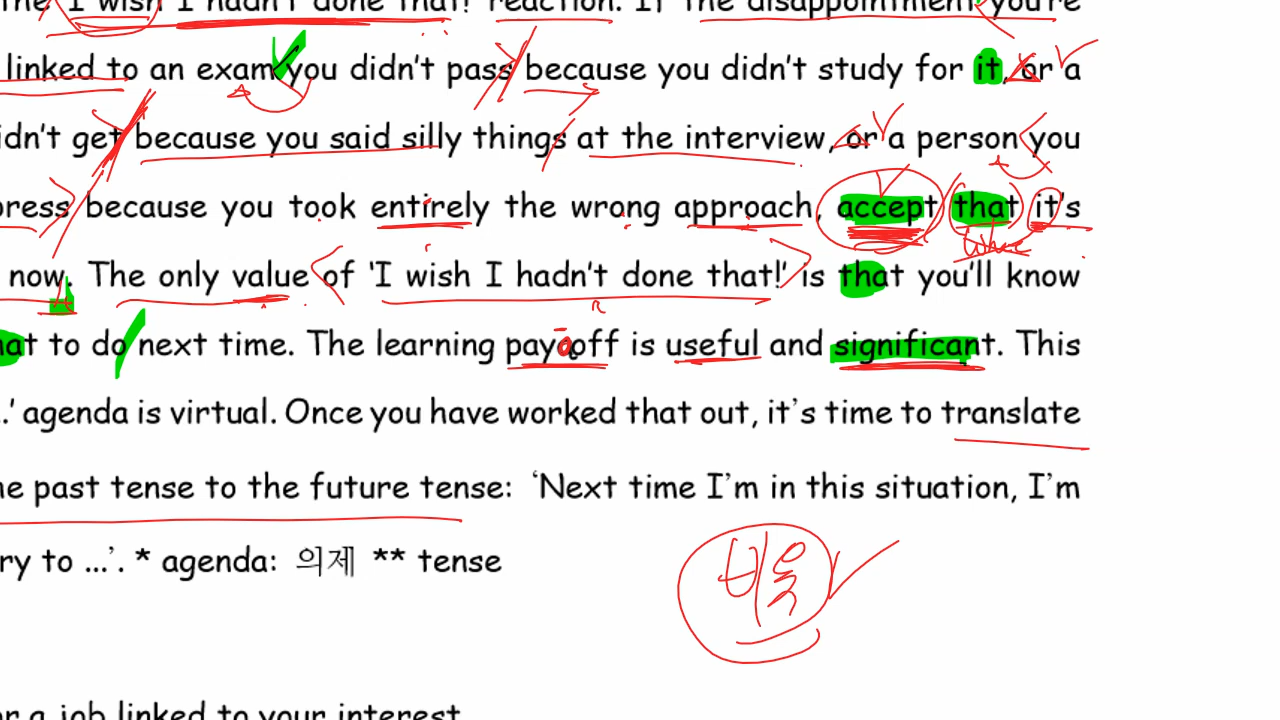 the 'I wish I hadn't done that!' reaction. If the disappointment you're
linked to an exam you didn't pass because you didn't study for it, or a
didn't get because you said silly things at the interview, or a person you
press because you took entirely the wrong approach, accept that it's
what
now. The only value of 'I wish I hadn't done that!' is that you'll know
hat to do next time. The learning payoff is useful and significant. This
..' agenda is virtual. Once you have worked that out, it's time to translate
he past tense to the future tense: 'Next time I'm in this situation, I'm
ry to ...'. * agenda: 의제 ** tense
비유
or a job linked to your interest